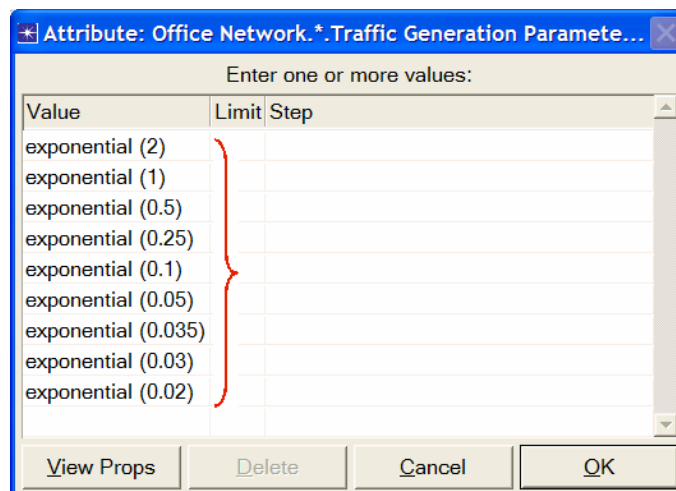 Attribute: Office Network.*.Traffic Generation Paramete...
Enter one or more values:
Value Limit Step
exponential (2)
exponential (1)
exponential (0.5)
exponential (0.25)
exponential (0.1)
exponential (0.05)
exponential (0.035)
exponential (0.03)
exponential (0.02)
View Props Delete Cancel OK